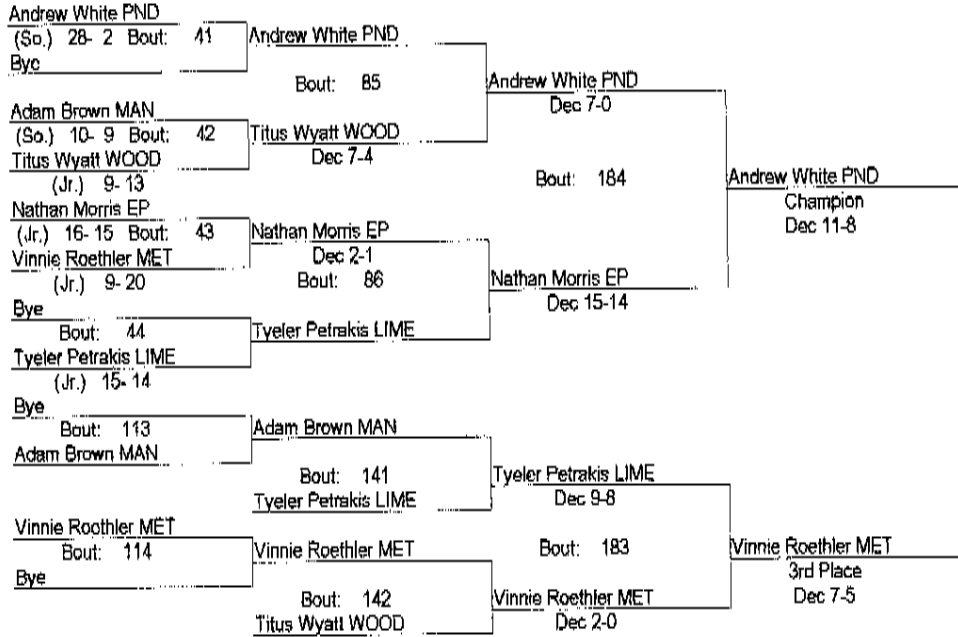 Andrew White PND
(So.) 28- 2 Bout: 41
Byc
Andrew White PND
Bout: 85
Andrew White PND
Dec 7-0
Adam Brown MAN
(So.) 10- 9 Bout: 42
Titus Wyatt WOOD
(Jr.) 9-13
Titus Wyatt WOOD
Dec 7-4
Bout: 184
Andrew White PND
Champion
Dec 11-8
Nathan Morris EP
(Jr.) 16- 15 Bout: 43
Vinnie Roethler MET
(Jr.) 9-20
Nathan Morris EP
Dec 2-1
Bout: 86
Nathan Morris EP
Dec 15-14
Bye
Bout: 44
Tyeler Petrakis LIME
(Jr.) 15- 14
Tyeler Petrakis LIME
Bye
Bout: 113
Adam Brown MAN
Adam Brown MAN
Bout: 141
Tyeler Petrakis LIME
Tyeler Petrakis LIME
Dec 9-8
Vinnie Roothler MET
Bout: 114
Bye
Vinnie Roethler MET
Bout: 142
Titus Wyatt WOOD
Bout: 183
Vinnie Roethler MET
Dec 2-0
Vinnie Roethler MET
3rd Place
Dec 7-5